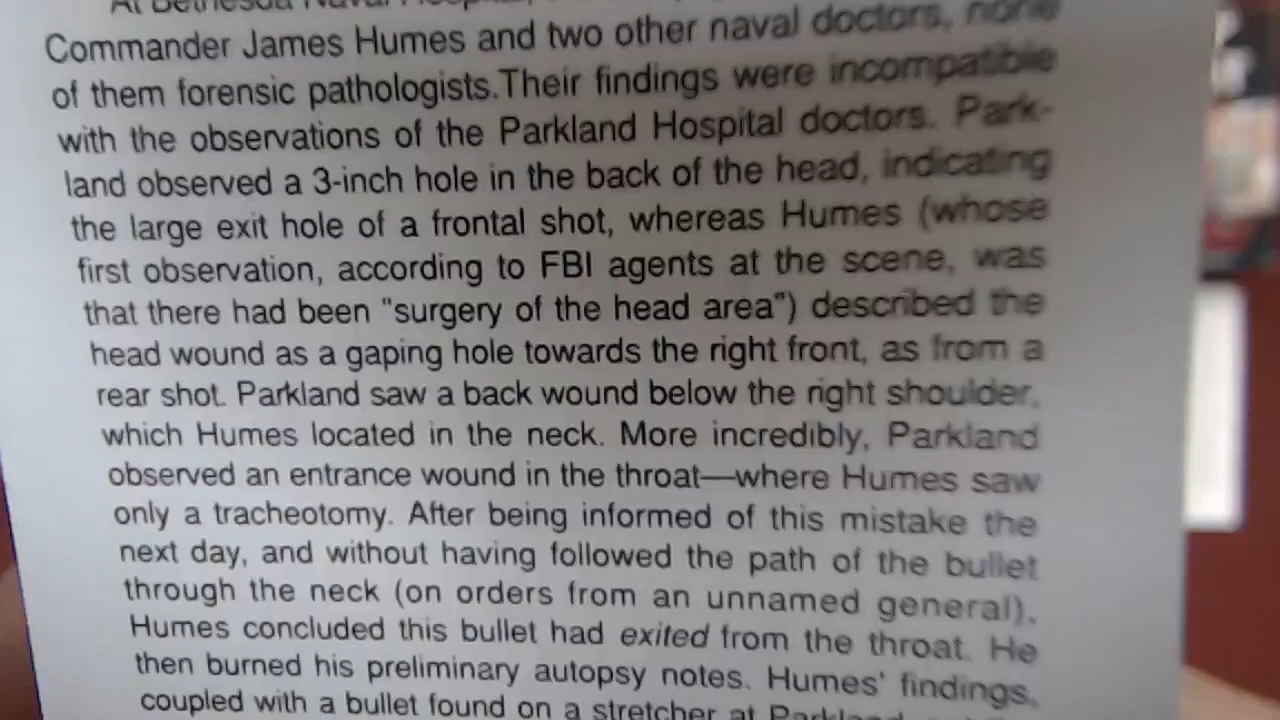 At Bethesda Naval Hospital,
Commander James Humes and two other naval doctors, none
of them forensic pathologists.Their findings were incompatible
with the observations of the Parkland Hospital doctors. Park-
land observed a 3-inch hole in the back of the head, indicating
the large exit hole of a frontal shot, whereas Humes (whose
first observation, according to FBI agents at the scene, was
that there had been "surgery of the head area") described the
head wound as a gaping hole towards the right front, as from a
rear shot. Parkland saw a back wound below the right shoulder,
which Humes located in the neck. More incredibly, Parkland
observed an entrance wound in the throat—where Humes saw
only a tracheotomy. After being informed of this mistake the
next day, and without having followed the path of the bullet
through the neck (on orders from an unnamed general),
Humes concluded this bullet had exited from the throat. He
then burned his preliminary autopsy notes. Humes' findings,
coupled with a bullet found on a stretcher at Parkland